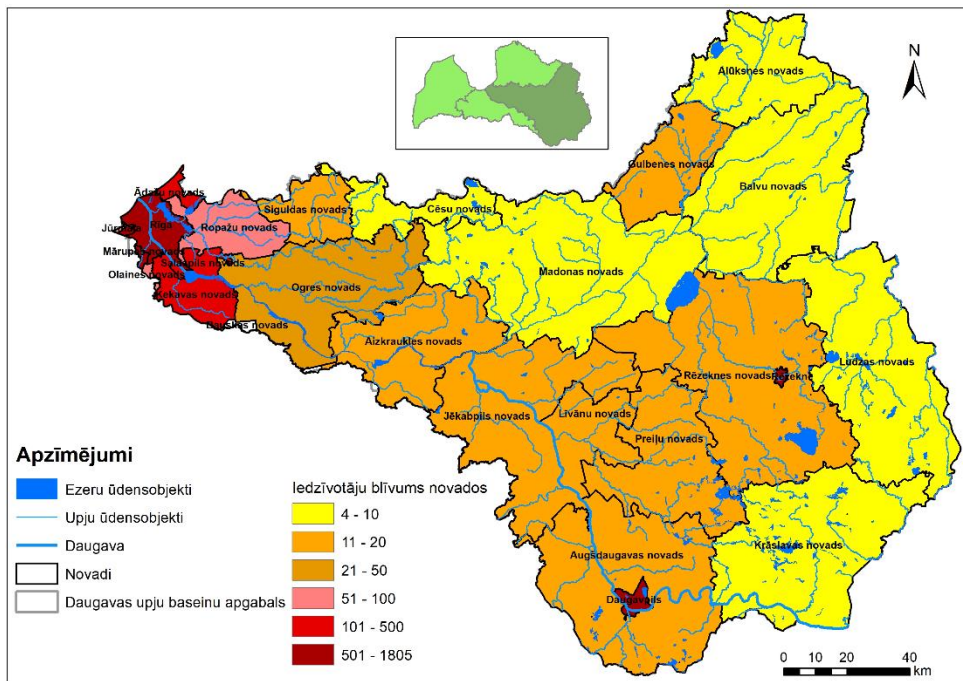 N
Alūksnes novads
Gulbenes novads
Balvu novads
Ādažu novads
Siguldas novads
Cēsu novads
Rīga
Ropažu novads
Jūrmala
Mārupes novads
Salaspils novads
Madonas novads
Olaines novads
Ogres novads
Ķekavas novads
Bauskas novads
Aizkraukles novads
Ludzas novads
Rēzeknes novads
Rēzekne
Jēkabpils novads
Līvānu novads
Preiļu novads
Krāslavas novads
Augšdaugavas novads
Daugavpils
Apzīmējumi
Ezeru ūdensobjekti
Upju ūdensobjekti
Daugava
Novadi
Daugavas upju baseinu apgabals
Iedzīvotāju blīvums novados
4 - 10
11 - 20
21 - 50
51 - 100
101 - 500
501 - 1805
0 10 20 40
km